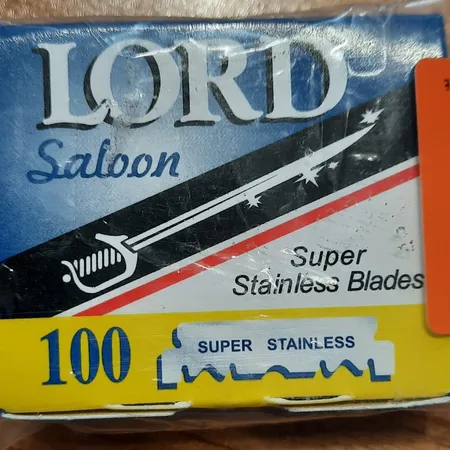 LORD
Saloon
Super
Stainless Blades
100
SUPER STAINLESS